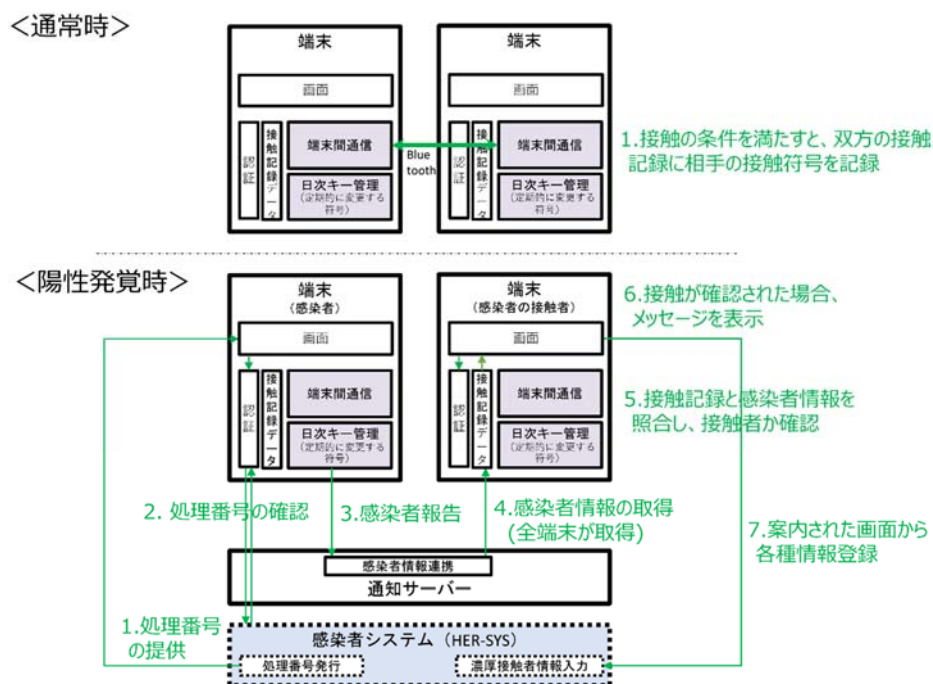 ＜通常時＞
端末
画面
認証
接触記録データ
端末間通信
日次キー管理
(定期的に変更する
符号)
Blue
tooth
端末
画面
認証
接触記録データ
端末間通信
日次キー管理
(定期的に変更する
符号)
1.接触の条件を満たすと、双方の接触
記録に相手の接触符号を記録
＜陽性発覚時＞
端末
(感染者)
画面
認証
接触記録データ
端末間通信
日次キー管理
(定期的に変更する
符号)
端末
(感染者の接触者)
画面
認証
接触記録データ
端末間通信
日次キー管理
(定期的に変更する
符号)
6.接触が確認された場合、
メッセージを表示
5.接触記録と感染者情報を
照合し、接触者か確認
2. 処理番号の確認
3.感染者報告
4.感染者情報の取得
(全端末が取得)
7.案内された画面から
各種情報登録
感染者情報連携
通知サーバー
1.処理番号
の提供
感染者システム（HER-SYS）
処理番号発行
濃厚接触者情報入力